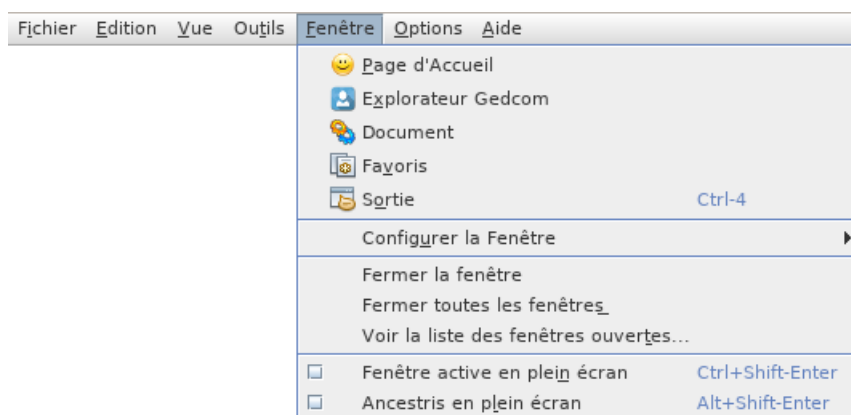 Fichier Edition Vue Outils Fenêtre Options Aide
Page d'Accueil
Explorateur Gedcom
Document
Favoris
Sortie Ctrl-4
Configurer la Fenêtre
Fermer la fenêtre
Fermer toutes les fenêtres
Voir la liste des fenêtres ouvertes...
Fenêtre active en plein écran Ctrl+Shift-Enter
Ancestris en plein écran Alt+Shift-Enter